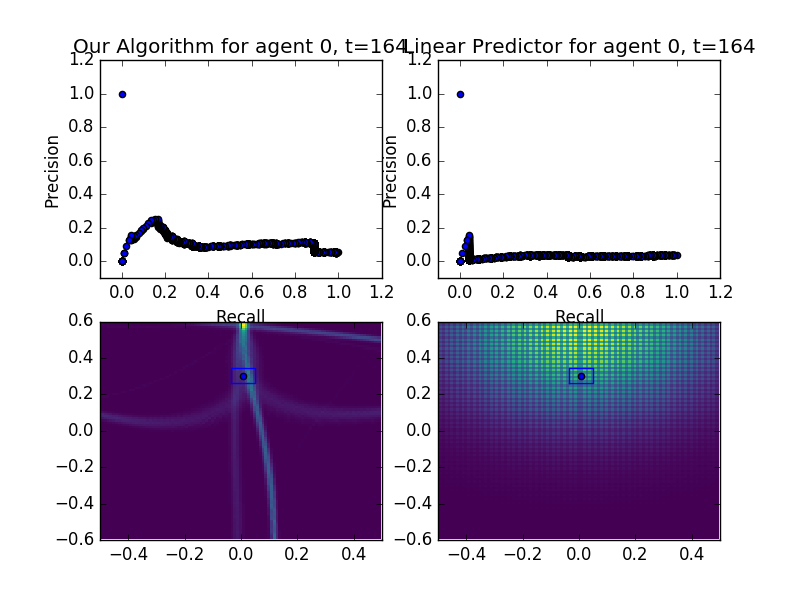 Our Algorithm for agent 0, t=164
Linear Predictor for agent 0, t=164
1.2
1.0
0.8
0.6
0.4
0.2
0.0
Precision
0.0 0.2 0.4 0.6 0.8 1.0 1.2
Recall
1.2
1.0
0.8
0.6
0.4
0.2
0.0
Precision
0.0 0.2 0.4 0.6 0.8 1.0 1.2
Recall
0.6
0.4
0.2
0.0
−0.2
−0.4
−0.6
−0.4 −0.2 0.0 0.2 0.4
0.6
0.4
0.2
0.0
−0.2
−0.4
−0.6
−0.4 −0.2 0.0 0.2 0.4